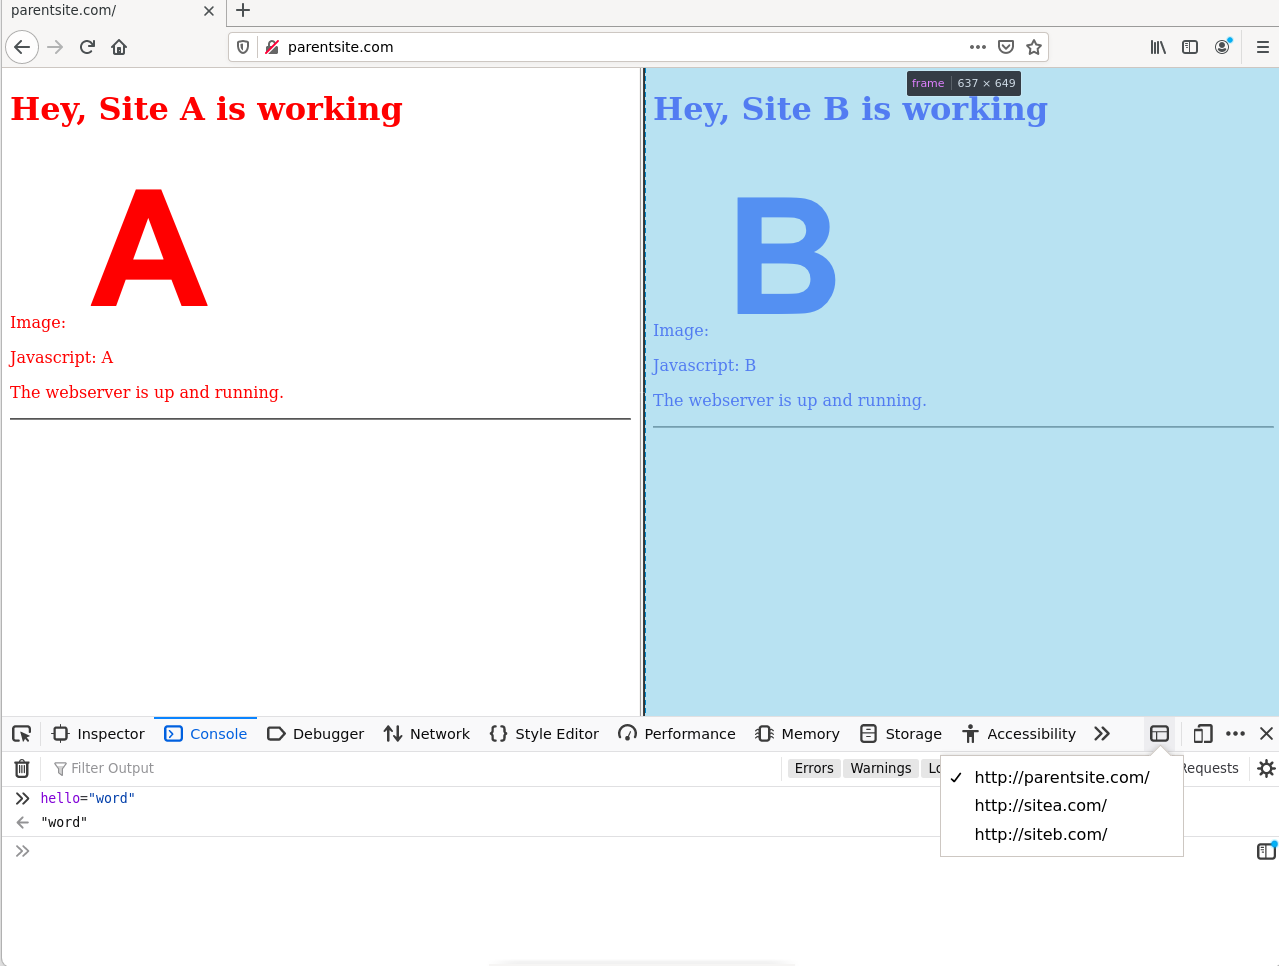 parentsite.com/
parentsite.com
frame 637 × 649
Hey, Site A is working
A
Image:
Javascript: A
The webserver is up and running.
Hey, Site B is working
B
Image:
Javascript: B
The webserver is up and running.
Inspector Console Debugger Network Style Editor Performance Memory Storage Accessibility
Filter Output Errors Warnings Lo Requests
hello="word"
"word"
http://parentsite.com/
http://sitea.com/
http://siteb.com/